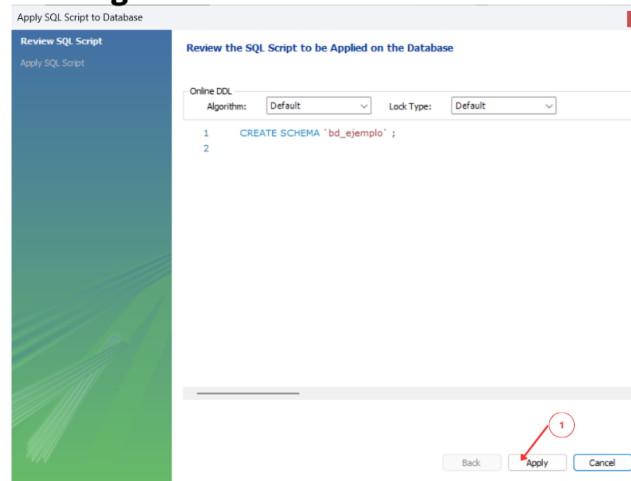 Apply SQL Script to Database
Review SQL Script
Apply SQL Script
Review the SQL Script to be Applied on the Database
Online DDL
Algorithm: Default Lock Type: Default
1 CREATE SCHEMA `bd_ejemplo` ;
2
1
Back Apply Cancel